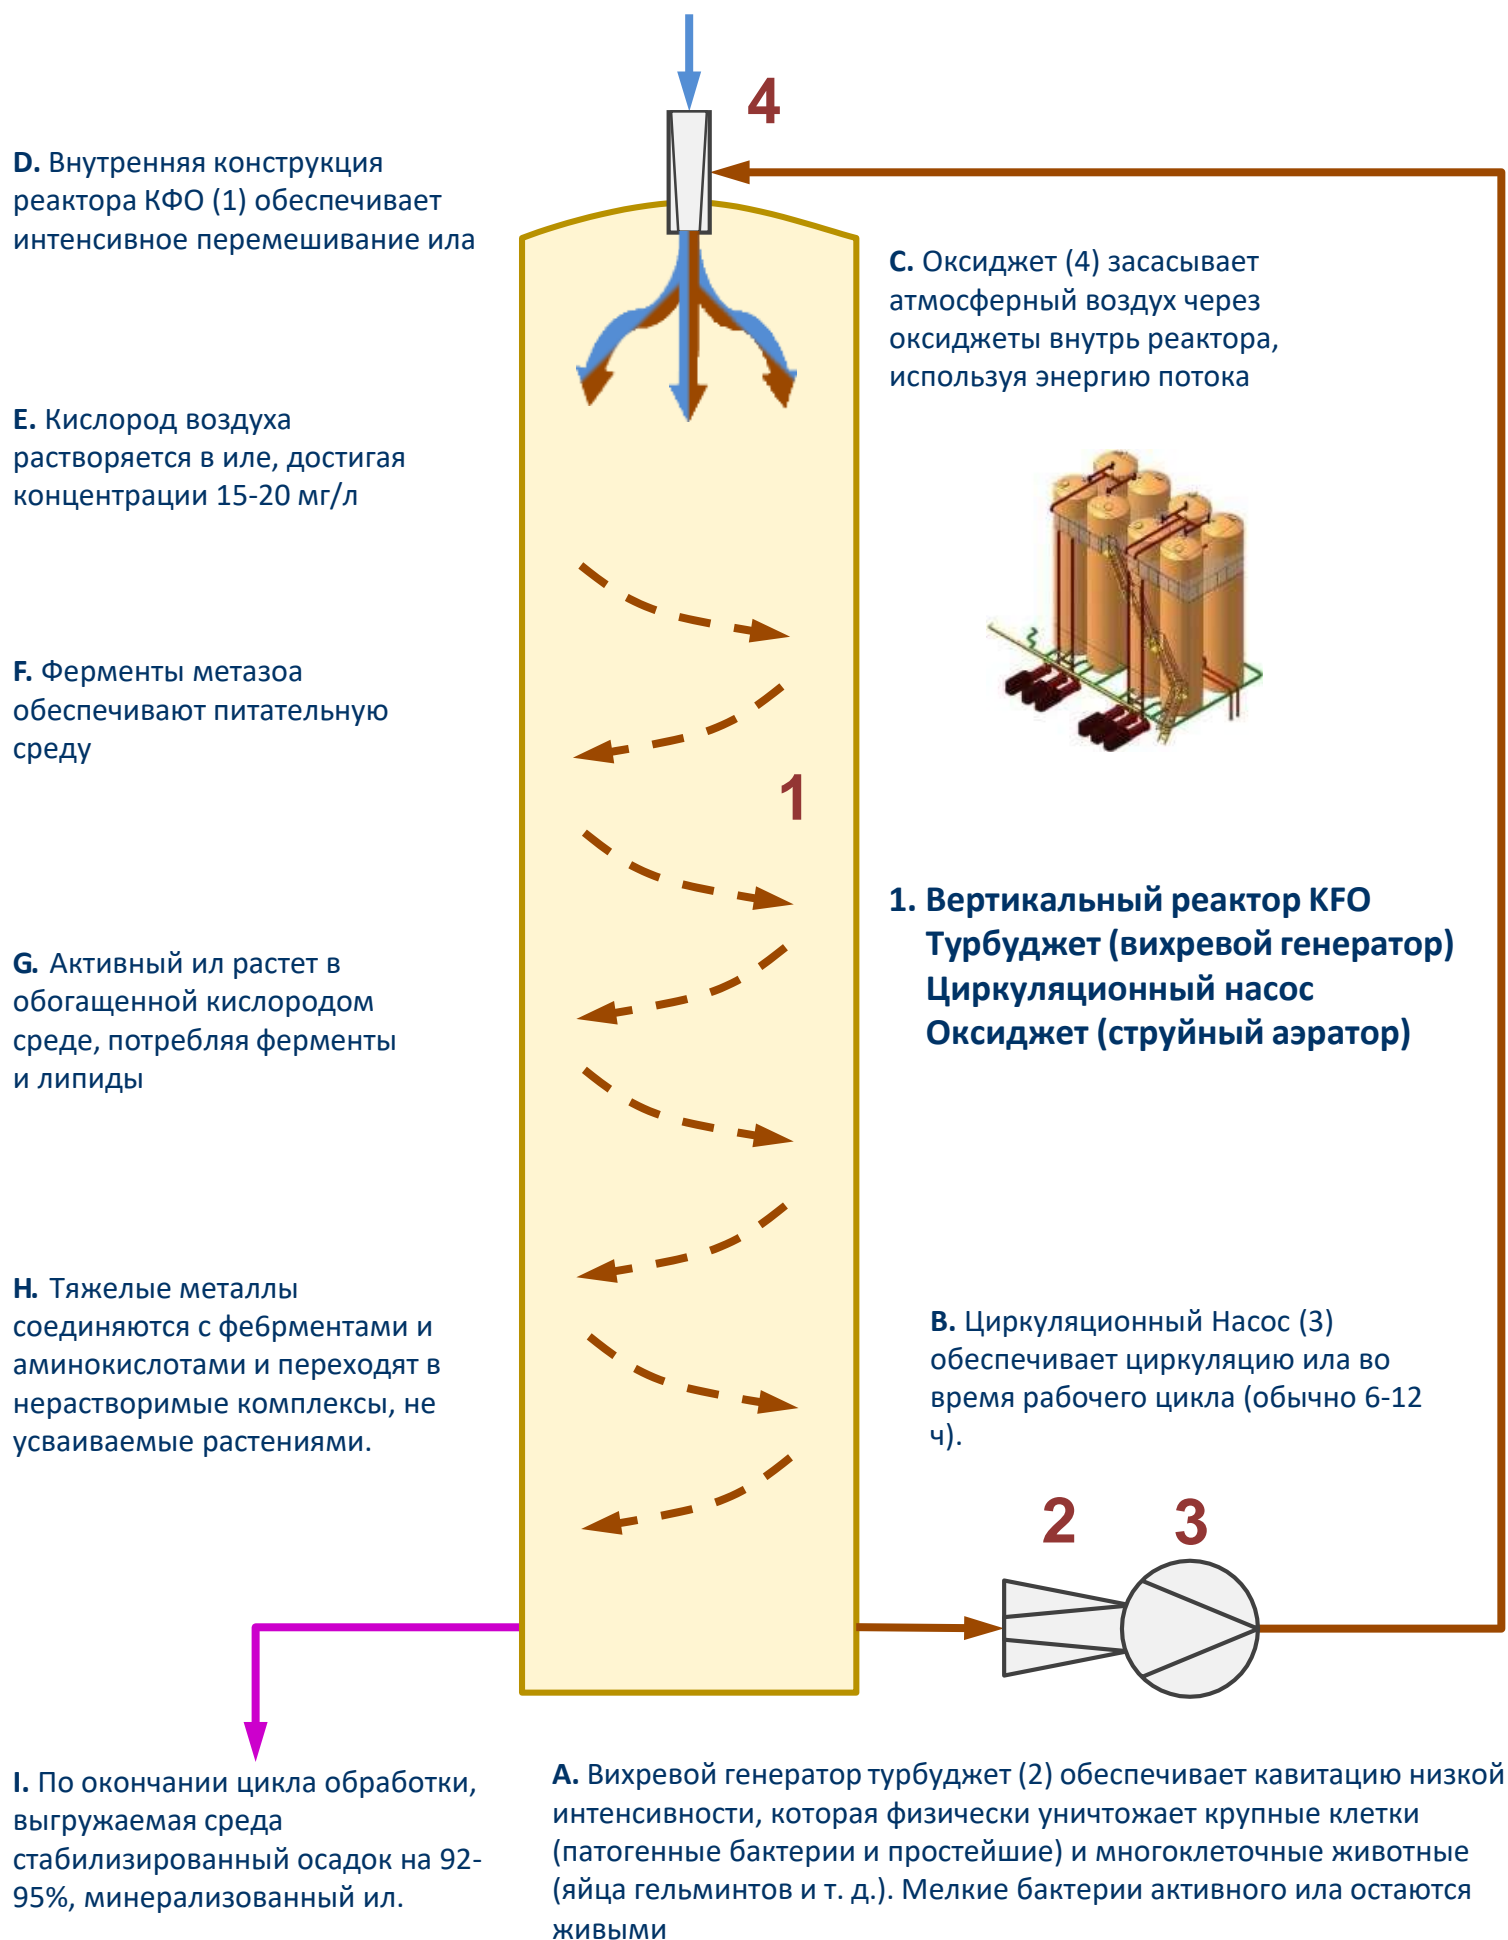 4
D. Внутренняя конструкция
реактора КФО (1) обеспечивает
интенсивное перемешивание ила
C. Оксиджет (4) засасывает
атмосферный воздух через
оксиджеты внутрь реактора,
используя энергию потока
E. Кислород воздуха
растворяется в иле, достигая
концентрации 15-20 мг/л
F. Ферменты метазоа
обеспечивают питательную
среду
1
1. Вертикальный реактор KFO
Турбуджет (вихревой генератор)
Циркуляционный насос
Оксиджет (струйный аэратор)
G. Активный ил растет в
обогащенной кислородом
среде, потребляя ферменты
и липиды
H. Тяжелые металлы
соединяются с фебрментами и
аминокислотами и переходят в
нерастворимые комплексы, не
усваиваемые растениями.
B. Циркуляционный Насос (3)
обеспечивает циркуляцию ила во
время рабочего цикла (обычно 6-12
ч).
2
3
I. По окончании цикла обработки,
выгружаемая среда
стабилизированный осадок на 92-
95%, минерализованный ил.
A. Вихревой генератор турбуджет (2) обеспечивает кавитацию низкой
интенсивности, которая физически уничтожает крупные клетки
(патогенные бактерии и простейшие) и многоклеточные животные
(яйца гельминтов и т. д.). Мелкие бактерии активного ила остаются
живыми